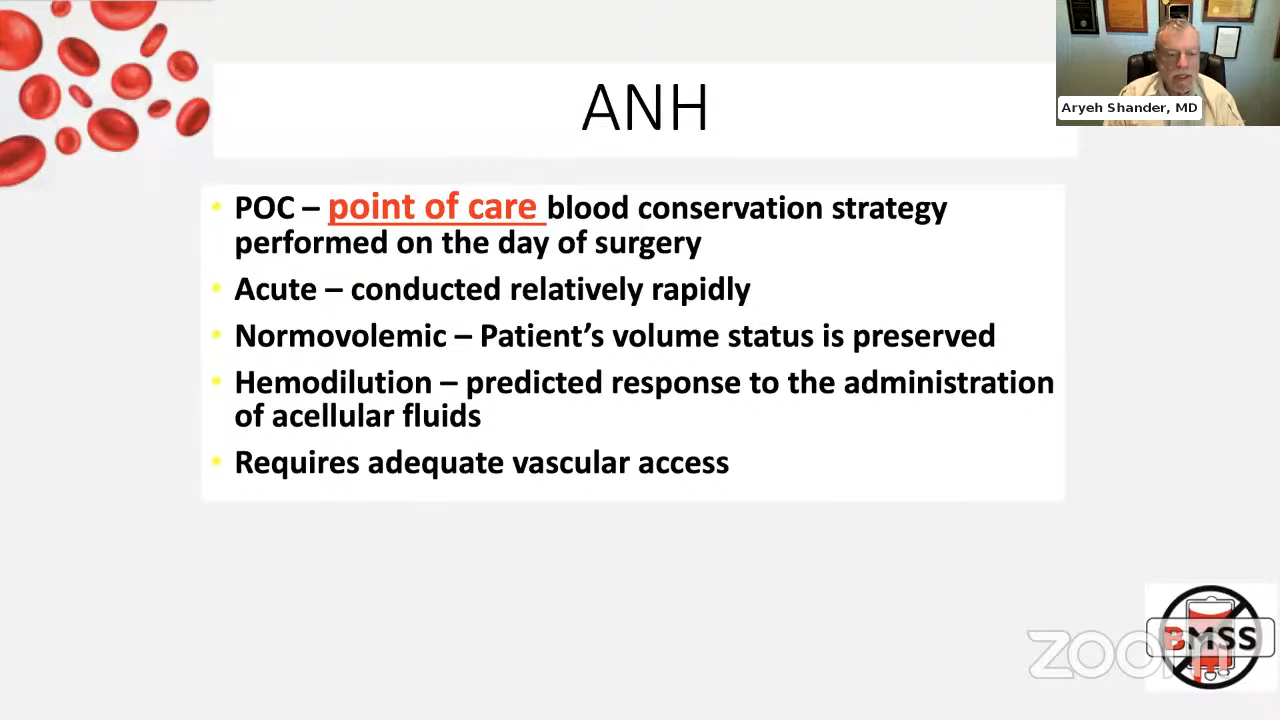 Aryeh Shander, MD
ANH
• POC – point of care blood conservation strategy
performed on the day of surgery
• Acute – conducted relatively rapidly
• Normovolemic – Patient’s volume status is preserved
• Hemodilution – predicted response to the administration
of acellular fluids
• Requires adequate vascular access
BMSS
zoom